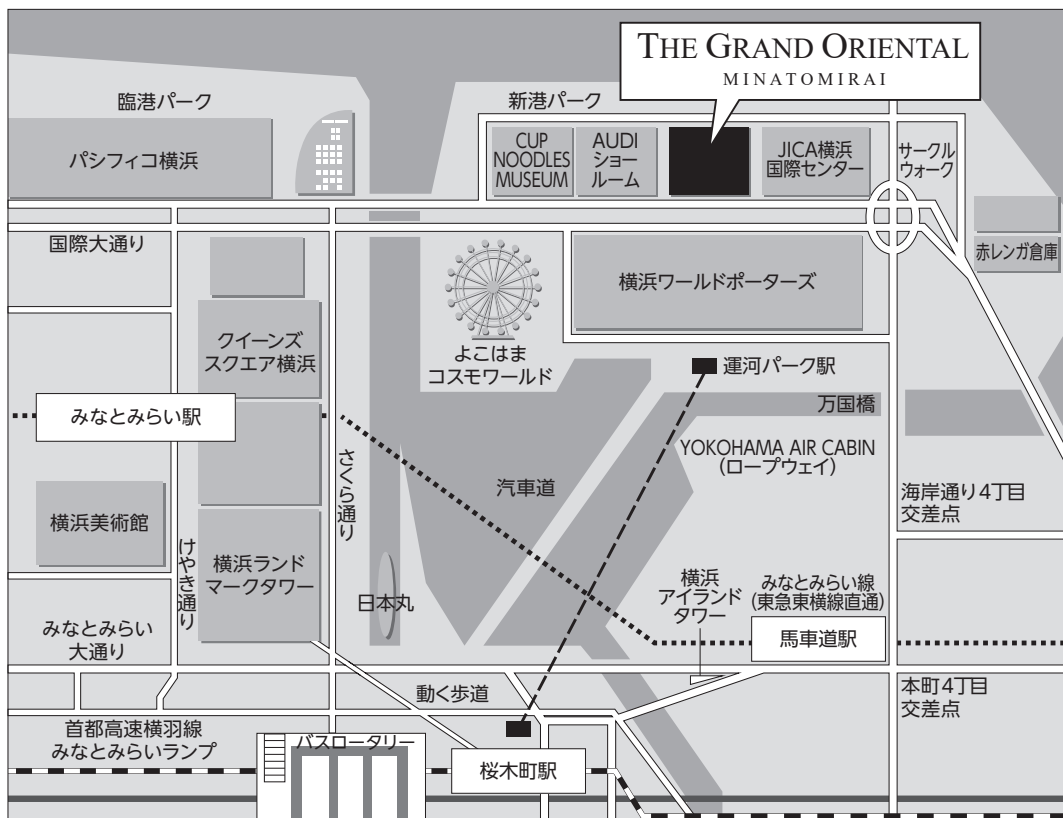 THE GRAND ORIENTAL
MINATOMIRAI
臨港パーク
新港パーク
パシフィコ横浜
CUP
NOODLES
MUSEUM
AUDI
ショー
ルーム
JICA横浜
国際センター
サークル
ウォーク
国際大通り
横浜ワールドポーターズ
赤レンガ倉庫
クイーンズ
スクエア横浜
よこはま
コスモワールド
運河パーク駅
みなとみらい駅
万国橋
さくら通り
YOKOHAMA AIR CABIN
(ロープウェイ)
汽車道
海岸通り4丁目
交差点
横浜美術館
けやき通り
横浜ランド
マークタワー
日本丸
横浜
アイランド
タワー
みなとみらい線
(東急東横線直通)
馬車道駅
みなとみらい
大通り
動く歩道
本町4丁目
交差点
首都高速横羽線
みなとみらいランプ
バスロータリー
桜木町駅